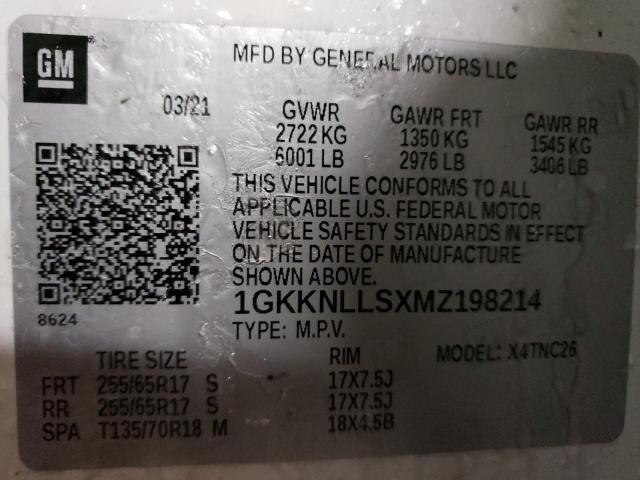 GM
MFD BY GENERAL MOTORS LLC
03/21
GVWR GAWR FRT GAWR RR
2722 KG 1350 KG 1545 KG
6001 LB 2976 LB 3406 LB
THIS VEHICLE CONFORMS TO ALL
APPLICABLE U.S. FEDERAL MOTOR
VEHICLE SAFETY STANDARDS IN EFFECT
ON THE DATE OF MANUFACTURE
SHOWN ABOVE.
1GKKNLLSXMZ198214
8624
TYPE: M.P.V.
TIRE SIZE RIM MODEL: X4TNC26
FRT 255/65R17 S 17X7.5J
RR 255/65R17 S 17X7.5J
SPA T135/70R18 M 18X4.5B